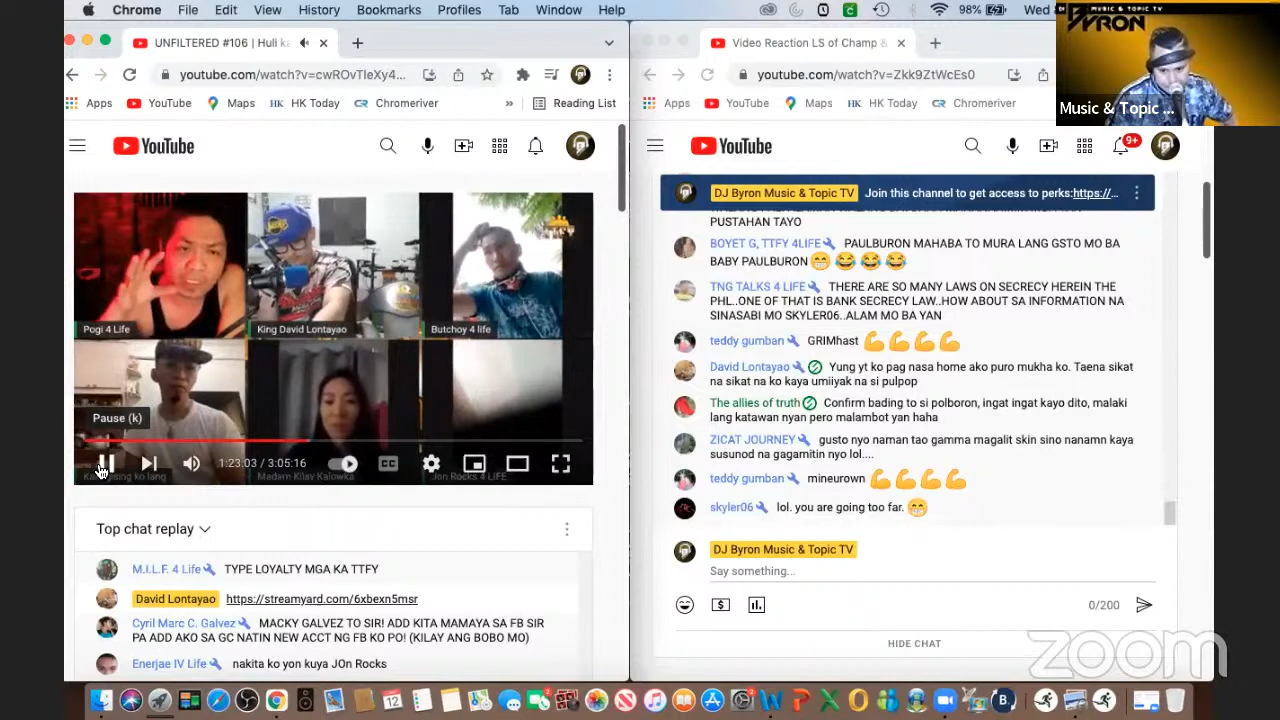 Chrome File Edit View History Bookmarks Profiles Tab Window Help
98%
Wed
MUSIC & TOPIC TV
BYRON
Music & Topic ...
UNFILTERED #106 | Huli ka
youtube.com/watch?v=cwROvTIeXy4...
Apps YouTube Maps HK HK Today CR Chromeriver » Reading List
YouTube
Pogi 4 Life
King David Lontayao
Butchoy 4 life
Pause (k)
1:23:03 / 3:05:16
CC
Madam Kilay Kalowka
Jon Rocks 4 LIFE
Top chat replay
M.I.L.F. 4 Life TYPE LOYALTY MGA KA TTFY
David Lontayao https://streamyard.com/6xbexn5msr
Cyril Marc C. Galvez MACKY GALVEZ TO SIR! ADD KITA MAMAYA SA FB SIR
PA ADD AKO SA GC NATIN NEW ACCT NG FB KO PO! (KILAY ANG BOBO MO)
Enerjae IV Life nakita ko yon kuya JOn Rocks
Video Reaction LS of Champ &
youtube.com/watch?v=Zkk9ZtWcEs0
Apps YouTube Maps HK HK Today CR Chromeriver
YouTube
9+
DJ Byron Music & Topic TV Join this channel to get access to perks:https://...
PUSTAHAN TAYO
BOYET G, TTFY 4LIFE PAULBURON MAHABA TO MURA LANG GSTO MO BA
BABY PAULBURON😁😂😂😂
TNG TALKS 4 LIFE THERE ARE SO MANY LAWS ON SECRECY HEREIN THE
PHL..ONE OF THAT IS BANK SECRECY LAW..HOW ABOUT SA INFORMATION NA
SINASABI MO SKYLER06..ALAM MO BA YAN
teddy gumban GRIMhast 💪💪💪💪
David Lontayao Yung yt ko pag nasa home ako puro mukha ko. Taena sikat
na sikat na ko kaya umiiyak na si pulpop
The allies of truth Confirm bading to si polboron, ingat ingat kayo dito, malaki
lang katawan nyan pero malambot yan haha
ZICAT JOURNEY gusto nyo naman tao gamma magalit skin sino nanamn kaya
susunod na gagamitin nyo lol....
teddy gumban mineurown 💪💪💪💪
skyler06 lol. you are going too far. 😁
DJ Byron Music & Topic TV
Say something...
0/200
HIDE CHAT
zoom